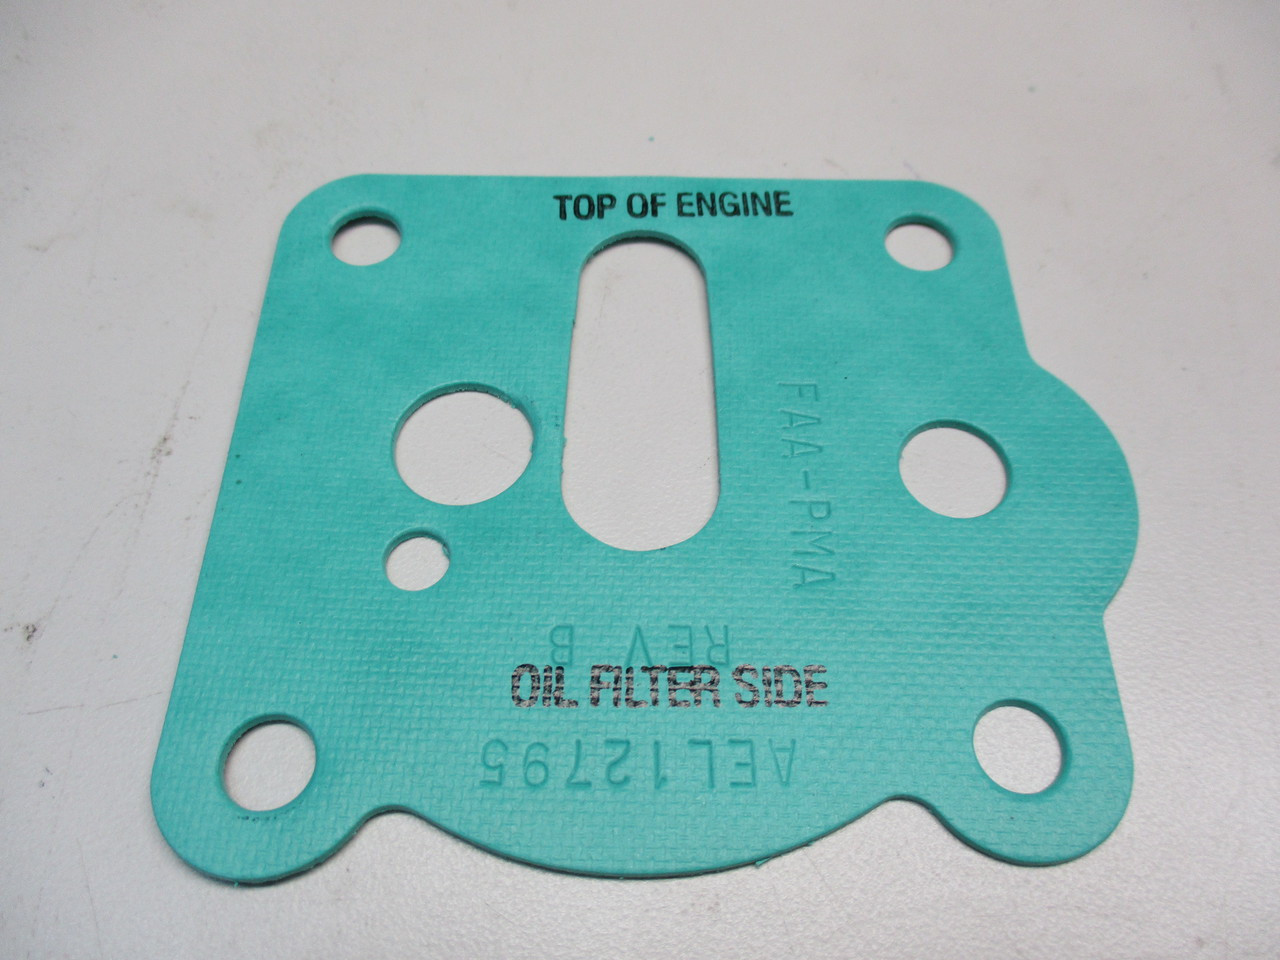 TOP OF ENGINE
FAA-PMA
REV B
OIL FILTER SIDE
AEL12795